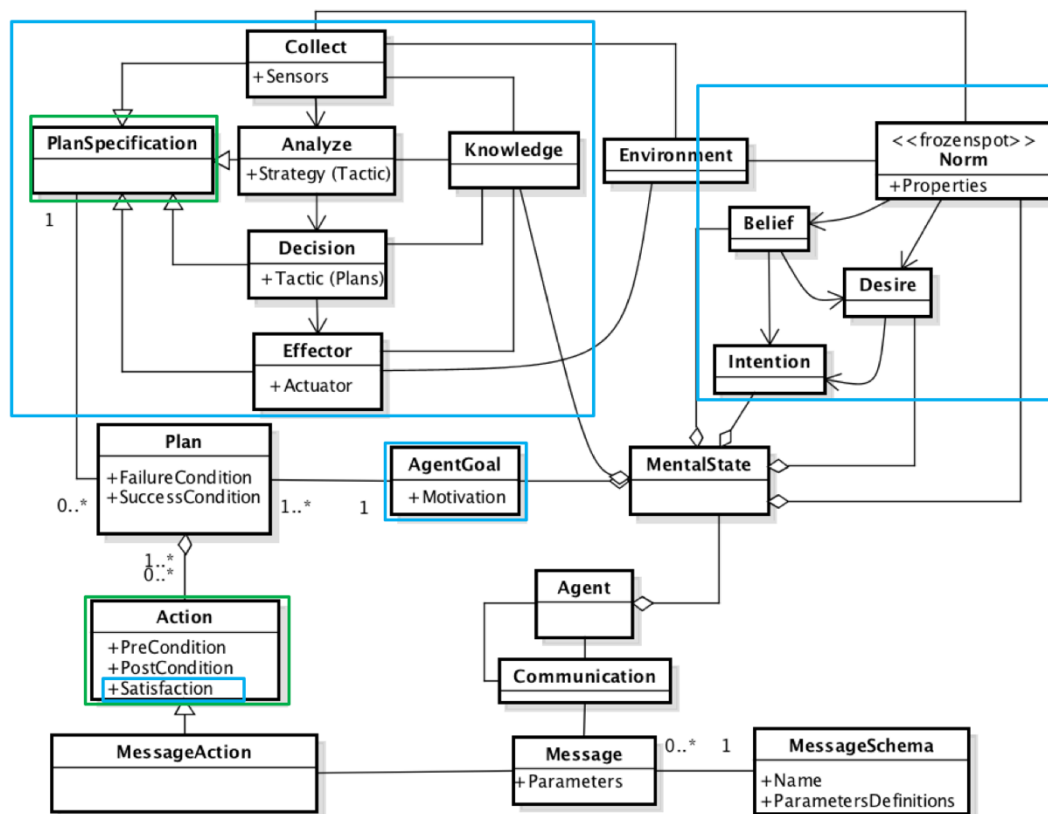 Collect
+Sensors
PlanSpecification
1
Analyze
+Strategy (Tactic)
Knowledge
Environment
<<frozenspot>>
Norm
+Properties
Belief
Decision
+Tactic (Plans)
Desire
Effector
+Actuator
Intention
Plan
+FailureCondition
+SuccessCondition
0..*
1..*
1
AgentGoal
+Motivation
MentalState
1..*
0..*
Action
+PreCondition
+PostCondition
+Satisfaction
Agent
Communication
MessageAction
Message
+Parameters
0..*
1
MessageSchema
+Name
+ParametersDefinitions